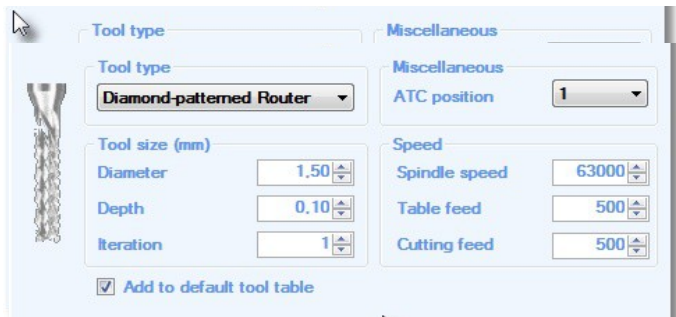 Tool type Miscellaneous
Tool type Miscellaneous
Diamond-patterned Router ATC position 1
Tool size (mm) Speed
Diameter 1,50 Spindle speed 63000
Depth 0,10 Table feed 500
Iteration 1 Cutting feed 500
Add to default tool table